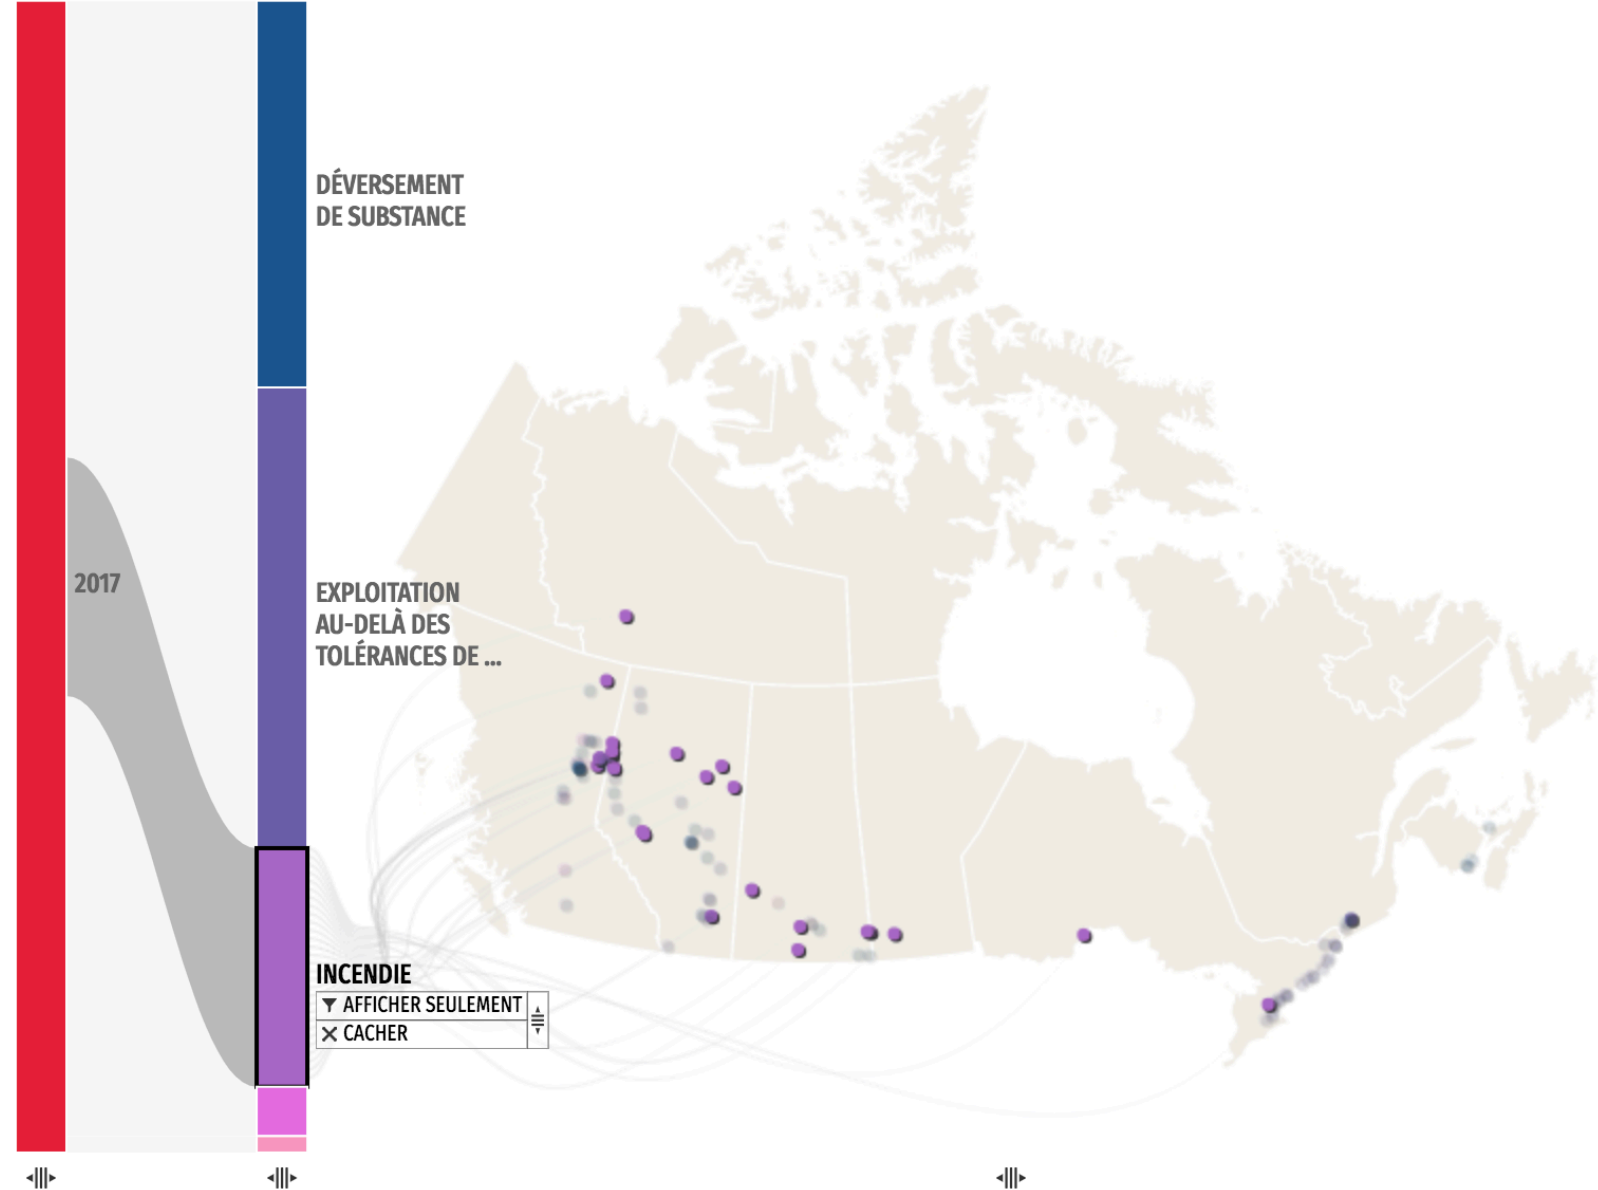 DÉVERSEMENT
DE SUBSTANCE
2017
EXPLOITATION
AU-DELÀ DES
TOLÉRANCES DE ...
INCENDIE
AFFICHER SEULEMENT
CACHER